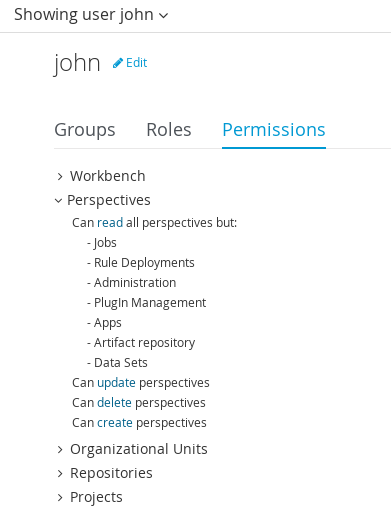 Showing user john
john Edit
Groups Roles Permissions
Workbench
Perspectives
Can read all perspectives but:
- Jobs
- Rule Deployments
- Administration
- PlugIn Management
- Apps
- Artifact repository
- Data Sets
Can update perspectives
Can delete perspectives
Can create perspectives
Organizational Units
Repositories
Projects